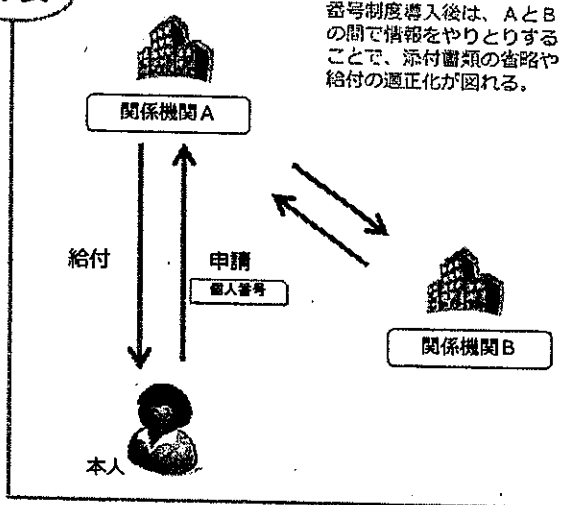 番号制度導入後は、AとB
の間で情報をやりとりする
ことで、添付書類の省略や
給付の適正化が図れる。
関係機関A
給付
申請
個人番号
関係機関B
本人